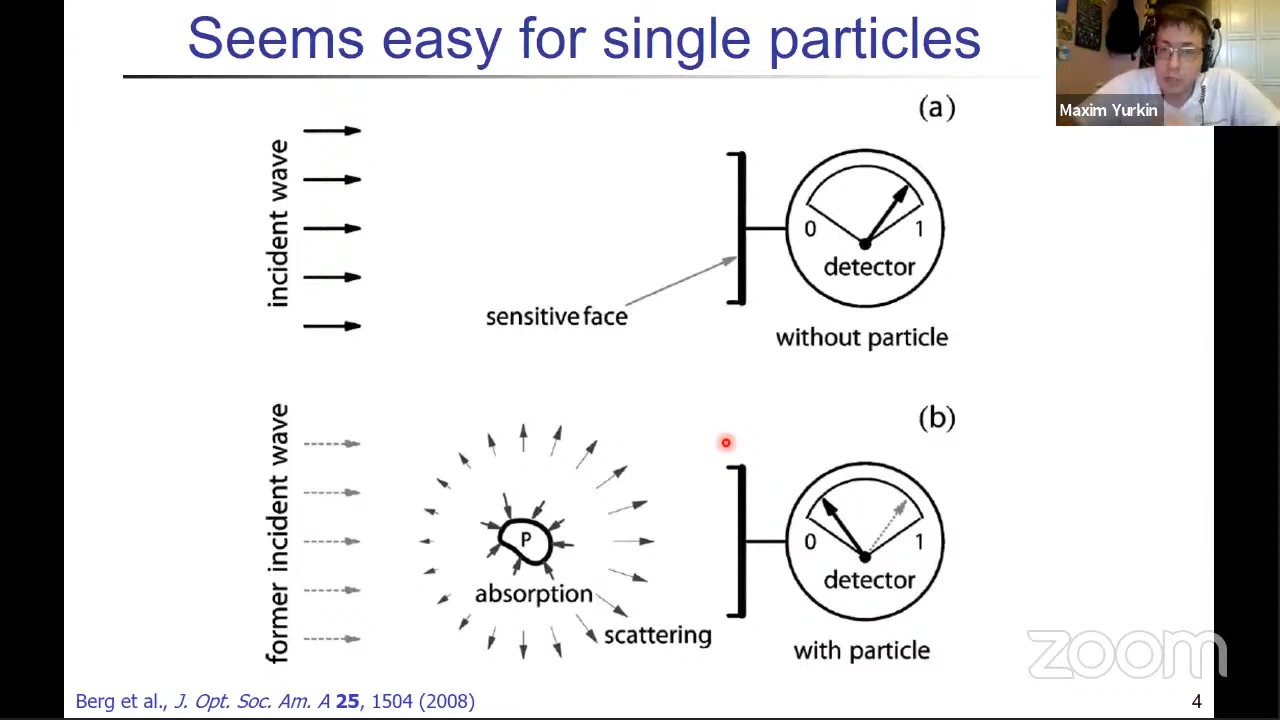 Seems easy for single particles
Maxim Yurkin
(a)
incident wave
0
1
detector
sensitive face
without particle
(b)
former incident wave
P
absorption
scattering
0
1
detector
with particle
zoom
Berg et al., J. Opt. Soc. Am. A 25, 1504 (2008)
4